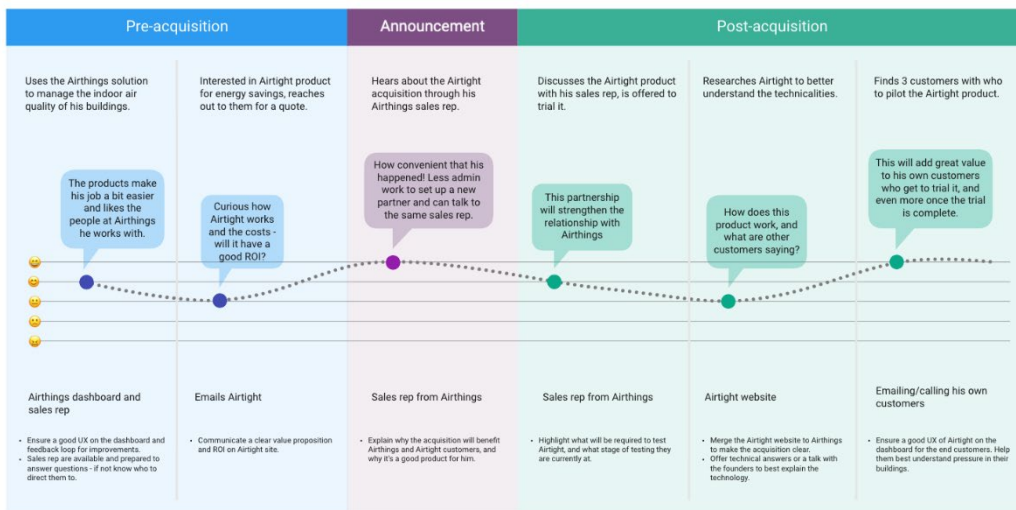 Pre-acquisition
Announcement
Post-acquisition
Uses the Airthings solution
to manage the indoor air
quality of his buildings.
Interested in Airtight product
for energy savings, reaches
out to them for a quote.
Hears about the Airtight
acquisition through his
Airthings sales rep.
Discusses the Airtight product
with his sales rep, is offered to
trial it.
Researches Airtight to better
understand the technicalities.
Finds 3 customers with who
to pilot the Airtight product.
The products make
his job a bit easier
and likes the
people at Airthings
he works with.
Curious how
Airtight works
and the costs -
will it have a
good ROI?
How convenient that his
happened! Less admin
work to set up a new
partner and can talk to
the same sales rep.
This partnership
will strengthen the
relationship with
Airthings
How does this
product work, and
what are other
customers saying?
This will add great value
to his own customers
who get to trial it, and
even more once the trial
is complete.
Airthings dashboard and
sales rep
Emails Airtight
Sales rep from Airthings
Sales rep from Airthings
Airtight website
Emailing/calling his own
customers
• Ensure a good UX on the dashboard and
feedback loop for improvements.
• Sales rep are available and prepared to
answer questions - if not know who to
direct them to.
• Communicate a clear value proposition
and ROI on Airtight site.
• Explain why the acquisition will benefit
Airthings and Airtight customers, and
why it's a good product for him.
• Highlight what will be required to test
Airtight, and what stage of testing they
are currently at.
• Merge the Airtight website to Airthings
to make the acquisition clear.
• Offer technical answers or a talk with
the founders to best explain the
technology.
• Ensure a good UX of Airtight on the
dashboard for the end customers. Help
them best understand pressure in their
buildings.